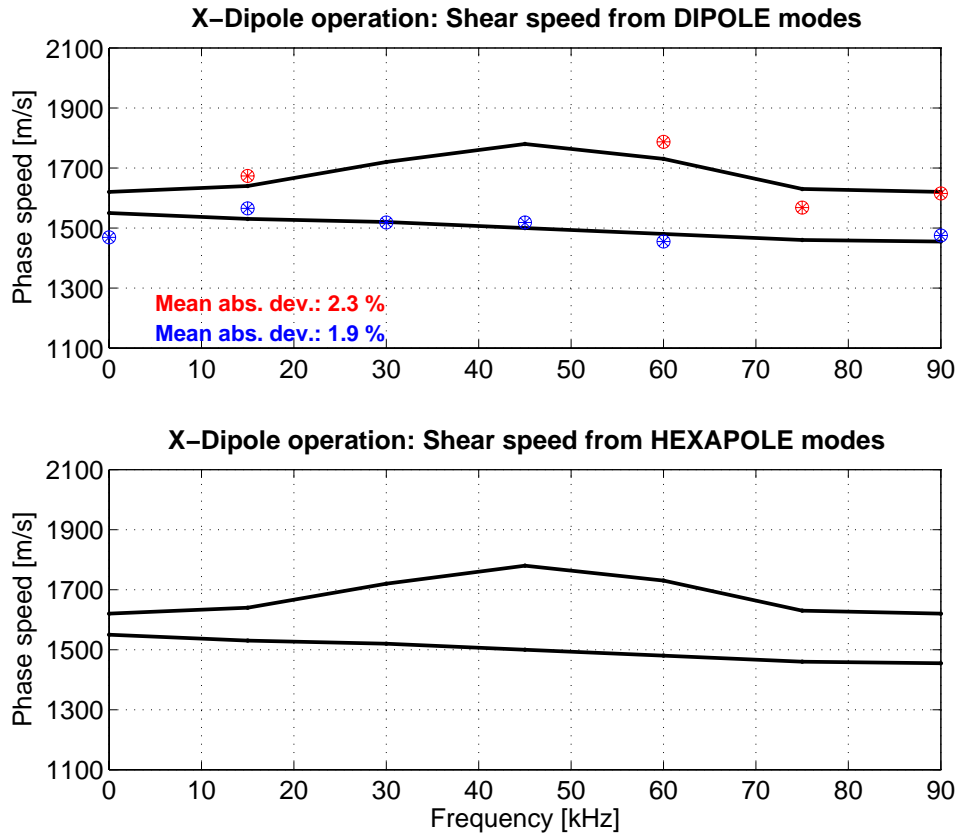 X−Dipole operation: Shear speed from DIPOLE modes
2100
1900
1700
1500
1300
1100
Phase speed [m/s]
Mean abs. dev.: 2.3 %
Mean abs. dev.: 1.9 %
0 10 20 30 40 50 60 70 80 90
X−Dipole operation: Shear speed from HEXAPOLE modes
2100
1900
1700
1500
1300
1100
Phase speed [m/s]
0 10 20 30 40 50 60 70 80 90
Frequency [kHz]